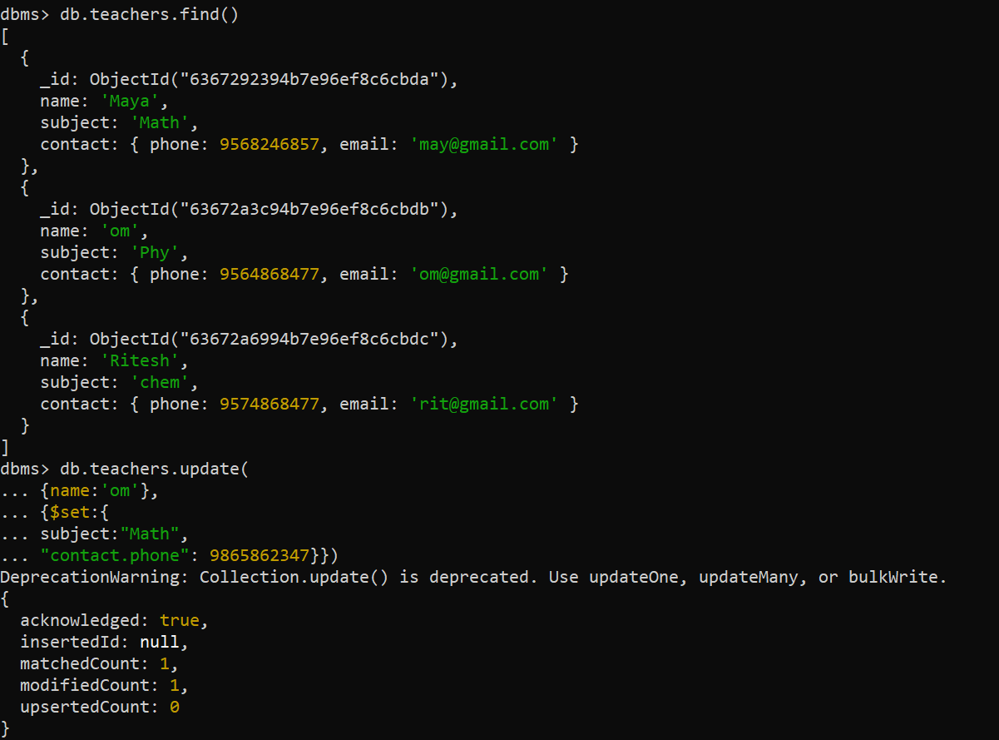 dbms> db.teachers.find()
[
  {
    _id: ObjectId("6367292394b7e96ef8c6cbda"),
    name: 'Maya',
    subject: 'Math',
    contact: { phone: 9568246857, email: 'may@gmail.com' }
  },
  {
    _id: ObjectId("63672a3c94b7e96ef8c6cbdb"),
    name: 'om',
    subject: 'Phy',
    contact: { phone: 9564868477, email: 'om@gmail.com' }
  },
  {
    _id: ObjectId("63672a6994b7e96ef8c6cbdc"),
    name: 'Ritesh',
    subject: 'chem',
    contact: { phone: 9574868477, email: 'rit@gmail.com' }
  }
]
dbms> db.teachers.update(
... {name:'om'},
... {$set:{
... subject:"Math",
... "contact.phone": 9865862347}})
DeprecationWarning: Collection.update() is deprecated. Use updateOne, updateMany, or bulkWrite.
{
  acknowledged: true,
  insertedId: null,
  matchedCount: 1,
  modifiedCount: 1,
  upsertedCount: 0
}